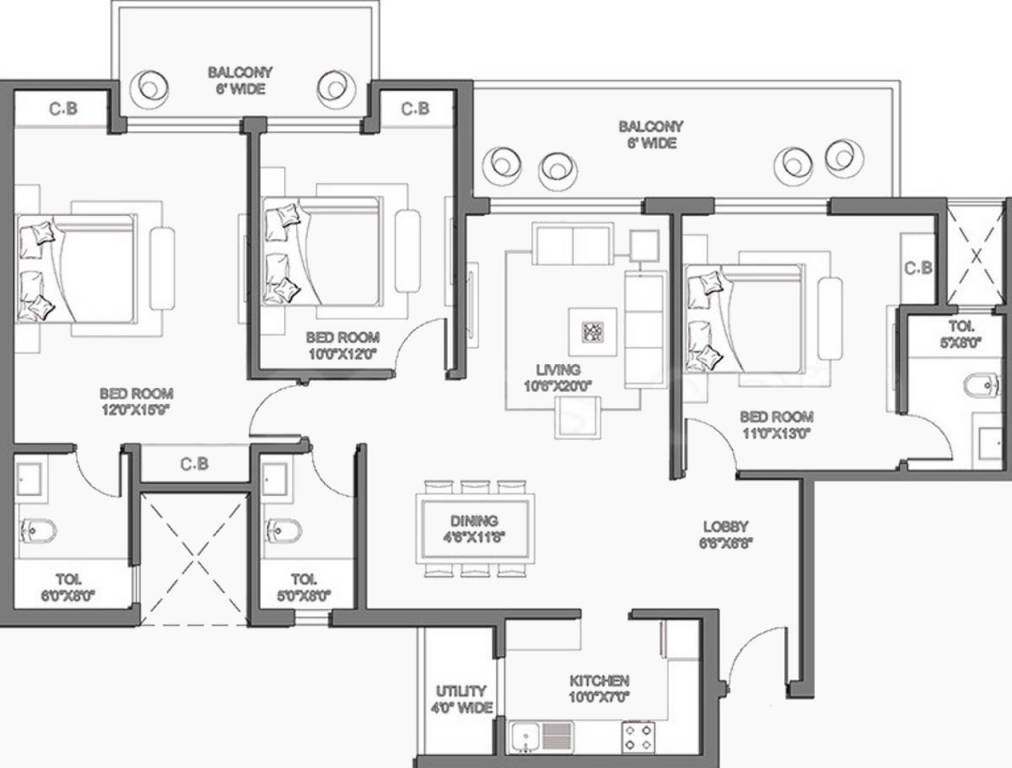 BALCONY
6' WIDE
C.B
C.B
BALCONY
6' WIDE
C.B
BED ROOM
10'0"X12'0"
TOI.
5'X8'0"
LIVING
10'6"X20'0"
BED ROOM
12'0"X15'9"
BED ROOM
11'0"X13'0"
C.B
DINING
4'6"X11'8"
LOBBY
6'6"X6'8"
TOI.
6'0"X8'0"
TOI.
5'0"X8'0"
KITCHEN
10'0"X7'0"
UTILITY
4'0" WIDE